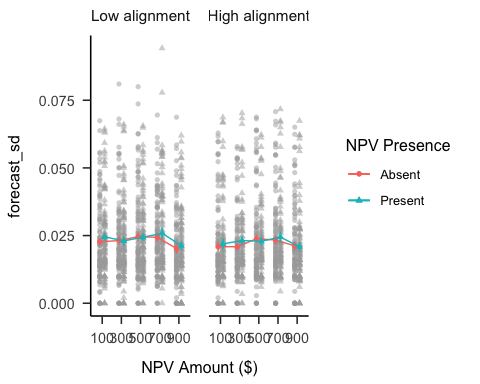 Low alignment High alignment
0.075
0.050
0.025
0.000
forecast_sd
100 300 500 700 900 100 300 500 700 900
NPV Amount ($)
NPV Presence
Absent
Present